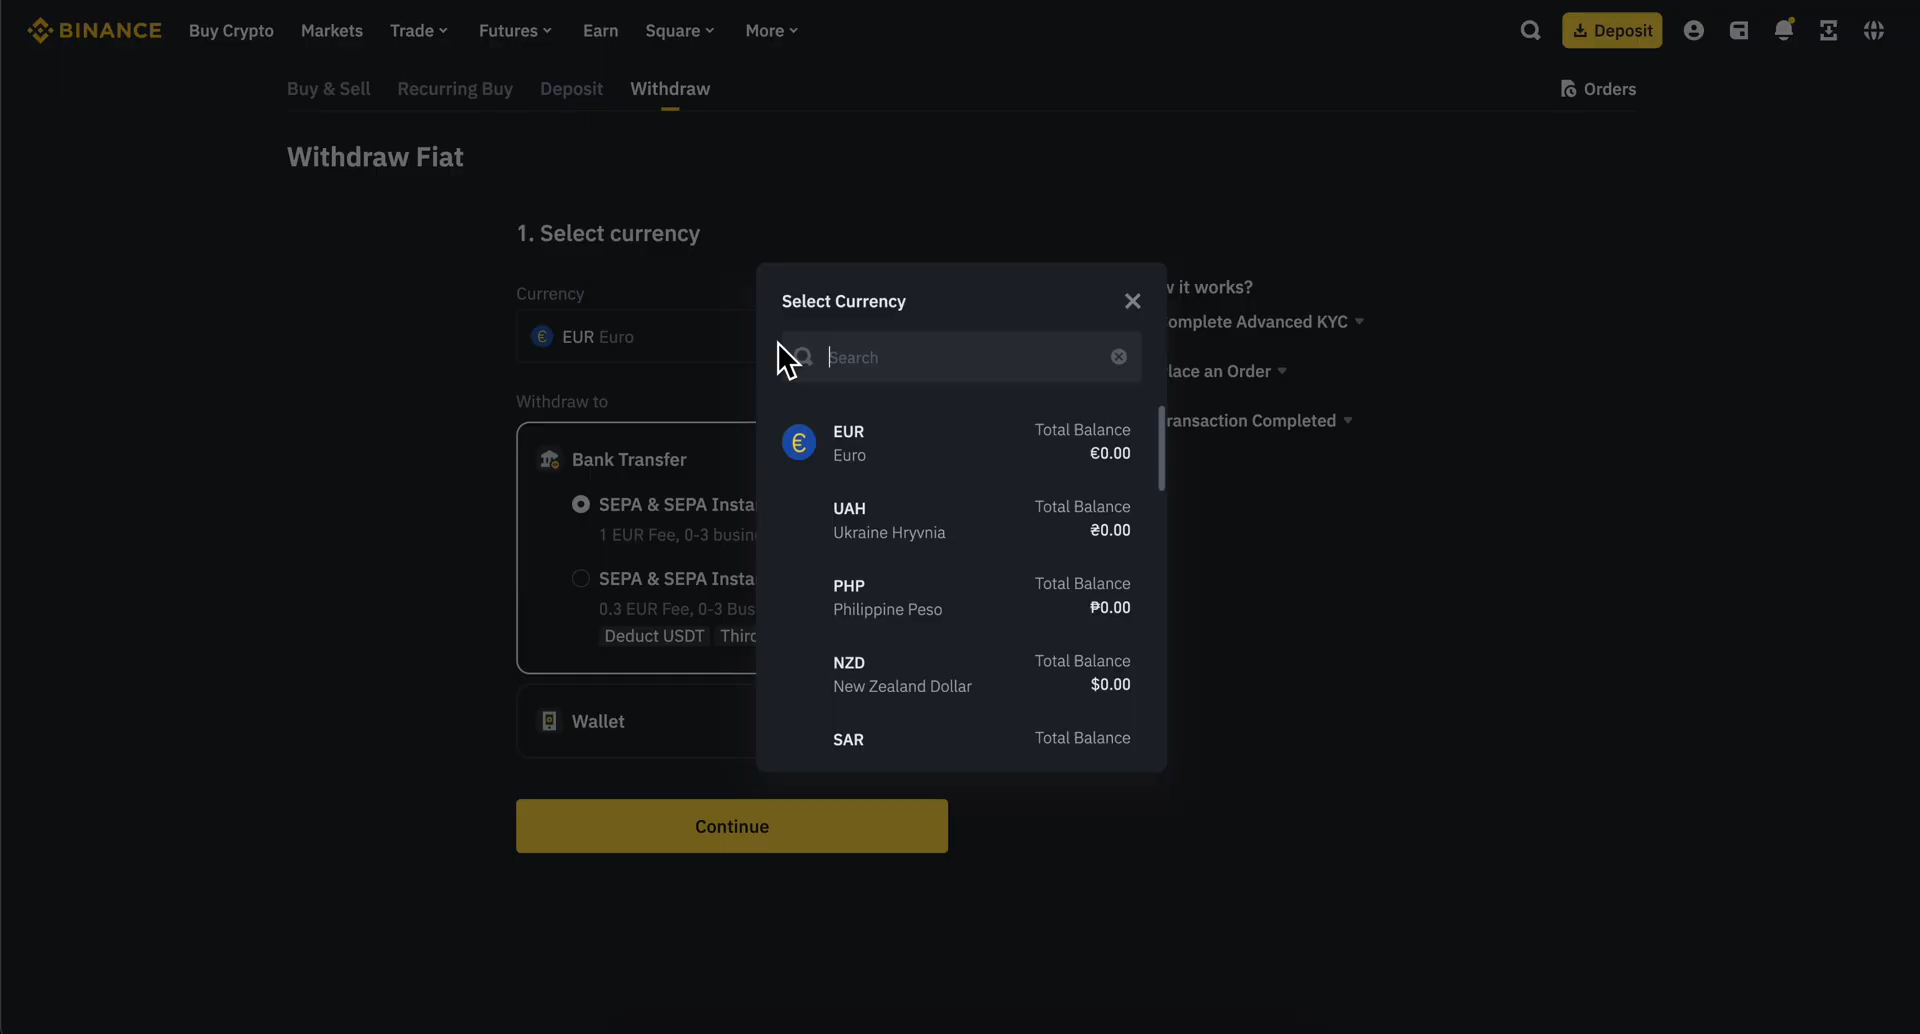 BINANCE Buy Crypto Markets Trade Futures Earn Square More Deposit
Buy & Sell Recurring Buy Deposit Withdraw Orders
Withdraw Fiat
1. Select currency
Currency
€ EUR Euro
Withdraw to
Bank Transfer
SEPA & SEPA Insta
1 EUR Fee, 0-3 busin
SEPA & SEPA Insta
0.3 EUR Fee, 0-3 Bus
Deduct USDT Thir
Wallet
Continue
Select Currency
Search
€ EUR Total Balance
Euro €0.00
UAH Total Balance
Ukraine Hryvnia ₴0.00
PHP Total Balance
Philippine Peso ₱0.00
NZD Total Balance
New Zealand Dollar $0.00
SAR Total Balance
it works?
omplete Advanced KYC
lace an Order
ransaction Completed